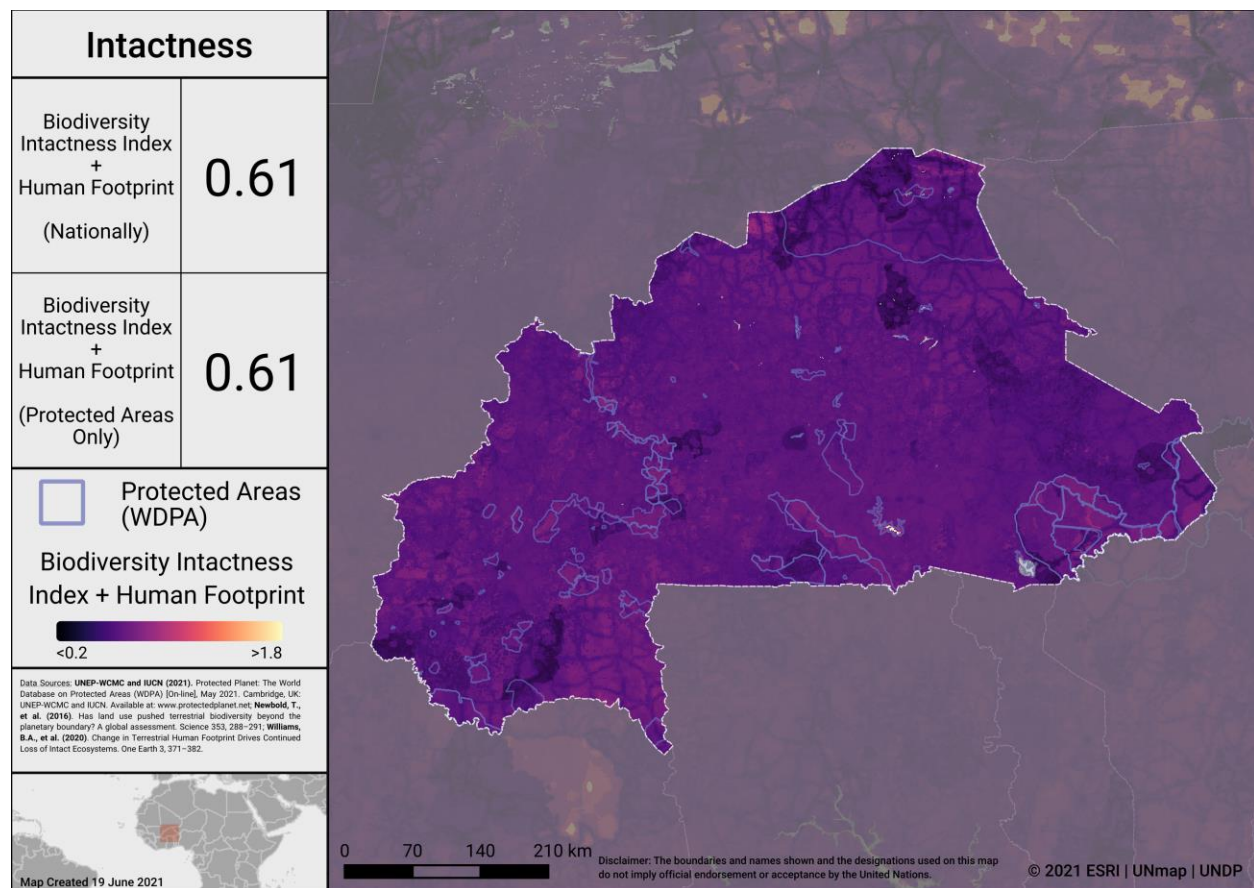 Intactness
Biodiversity
Intactness Index
+
Human Footprint
(Nationally)
0.61
Biodiversity
Intactness Index
+
Human Footprint
(Protected Areas
Only)
0.61
Protected Areas
(WDPA)
Biodiversity Intactness
Index + Human Footprint
<0.2
>1.8
Data Sources: UNEP-WCMC and IUCN (2021). Protected Planet: The World
Database on Protected Areas (WDPA) [On-line], May 2021. Cambridge, UK:
UNEP-WCMC and IUCN. Available at: www.protectedplanet.net; Newbold, T.,
et al. (2016). Has land use pushed terrestrial biodiversity beyond the
planetary boundary? A global assessment. Science 353, 288–291; Williams,
B.A., et al. (2020). Change in Terrestrial Human Footprint Drives Continued
Loss of Intact Ecosystems. One Earth 3, 371–382.
Map Created 19 June 2021
0 70 140 210 km
Disclaimer: The boundaries and names shown and the designations used on this map
do not imply official endorsement or acceptance by the United Nations.
© 2021 ESRI | UNmap | UNDP